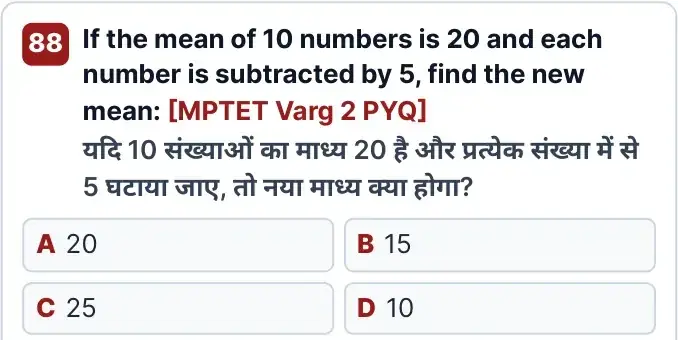 88 If the mean of 10 numbers is 20 and each
number is subtracted by 5, find the new
mean: [MPTET Varg 2 PYQ]
यदि 10 संख्याओं का माध्य 20 है और प्रत्येक संख्या में से
5 घटाया जाए, तो नया माध्य क्या होगा?
A 20
B 15
C 25
D 10